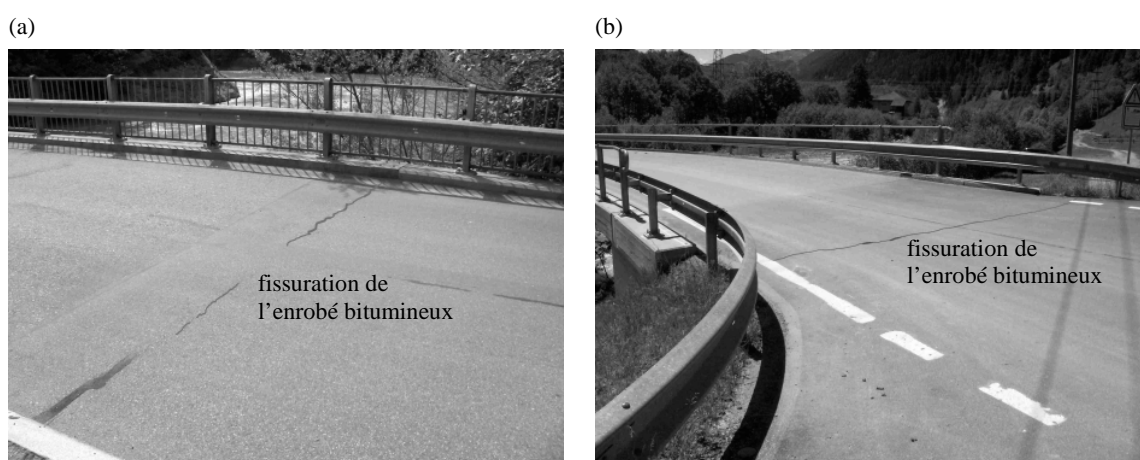 (a)
(b)
fissuration de
l'enrobé bitumineux
fissuration de
l'enrobé bitumineux